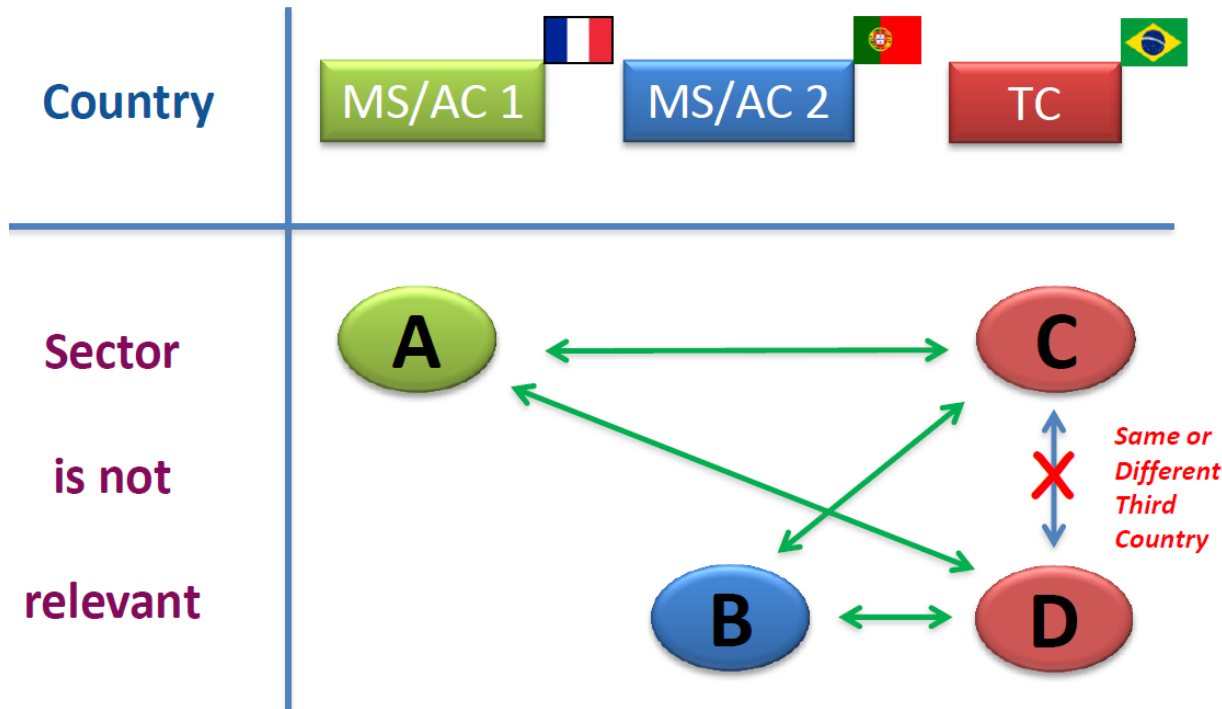 Country
MS/AC 1
MS/AC 2
TC
Sector
is not
relevant
A
C
B
D
Same or
Different
Third
Country